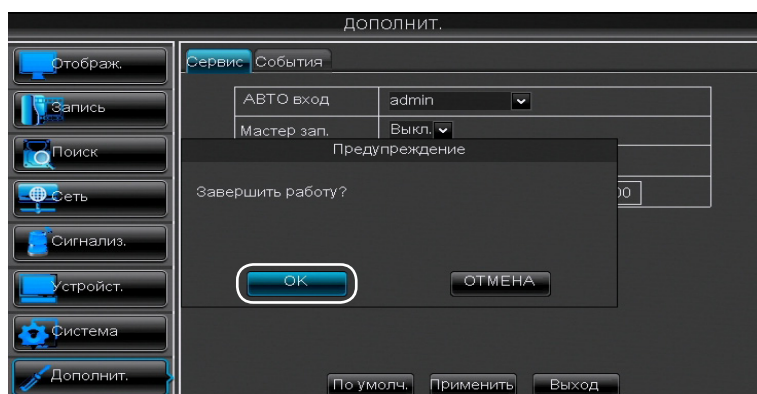 ДОПОЛНИТ.
Отображ.
Запись
Поиск
Сеть
Сигнализ.
Устройст.
Система
Дополнит.
Сервис События
АВТО вход admin
Мастер зап. Выкл.
Предупреждение
Завершить работу?
00
OK ОТМЕНА
По умолч. Применить Выход